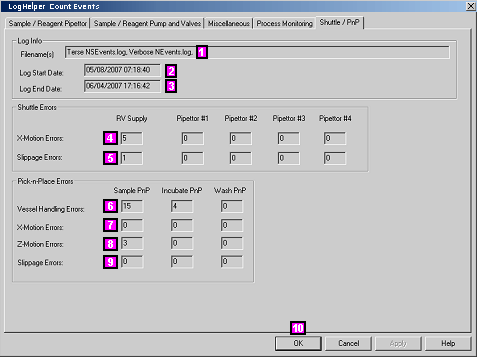 LogHelper Count Events
Sample / Reagent Pipettor Sample / Reagent Pump and Valves Miscellaneous Process Monitoring Shuttle / PnP
Log Info
Filename(s) Terse NSEvents.log, Verbose NEvents.log, 1
Log Start Date: 05/08/2007 07:18:40 2
Log End Date: 06/04/2007 17:16:42 3
Shuttle Errors
RV Supply Pipettor #1 Pipettor #2 Pipettor #3 Pipettor #4
X-Motion Errors: 4 5 0 0 0 0
Slippage Errors: 5 1 0 0 0 0
Pick-n-Place Errors
Sample PnP Incubate PnP Wash PnP
Vessel Handling Errors: 6 15 4 0
X-Motion Errors: 7 0 0 0
Z-Motion Errors: 8 3 0 0
Slippage Errors: 9 0 0 0
10
OK Cancel Apply Help